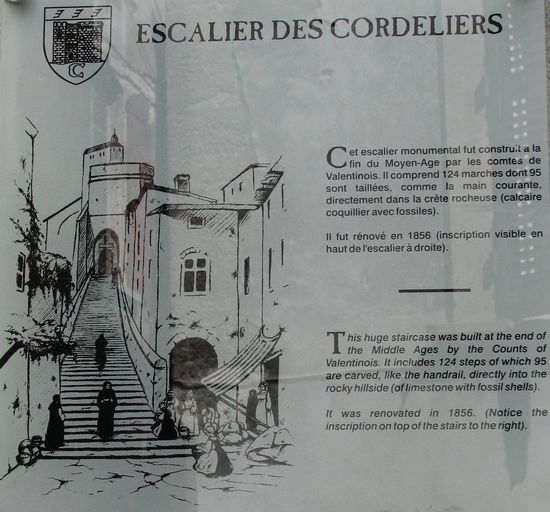 ESCALIER DES CORDELIERS
Cet escalier monumental fut construit a la
fin du Moyen-Age par les comtes de
Valentinois. Il comprend 124 marches dont 95
sont taillées, comme la main courante,
directement dans la crête rocheuse (calcaire
coquillier avec fossiles).
Il fut rénové en 1856 (inscription visible en
haut de l'escalier à droite).
This huge staircase was built at the end of
the Middle Ages by the Counts of
Valentinois. It includes 124 steps of which 95
are carved, like the handrail, directly into the
rocky hillside (of limestone with fossil shells).
It was renovated in 1856. (Notice the
inscription on top of the stairs to the right).